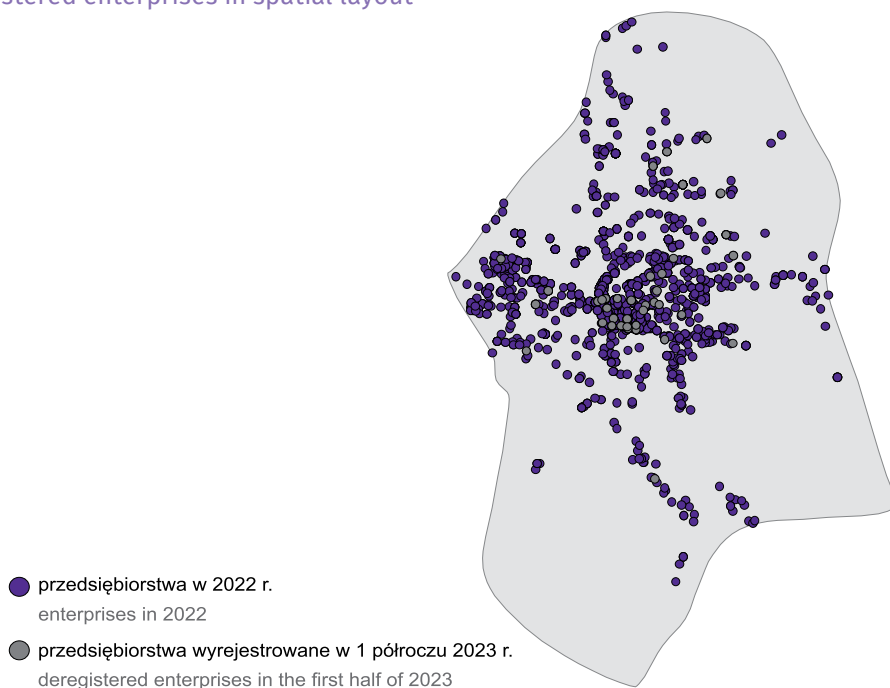 enterprises in spatial layout
przedsiębiorstwa w 2022 r.
enterprises in 2022
przedsiębiorstwa wyrejestrowane w 1 półroczu 2023 r.
deregistered enterprises in the first half of 2023